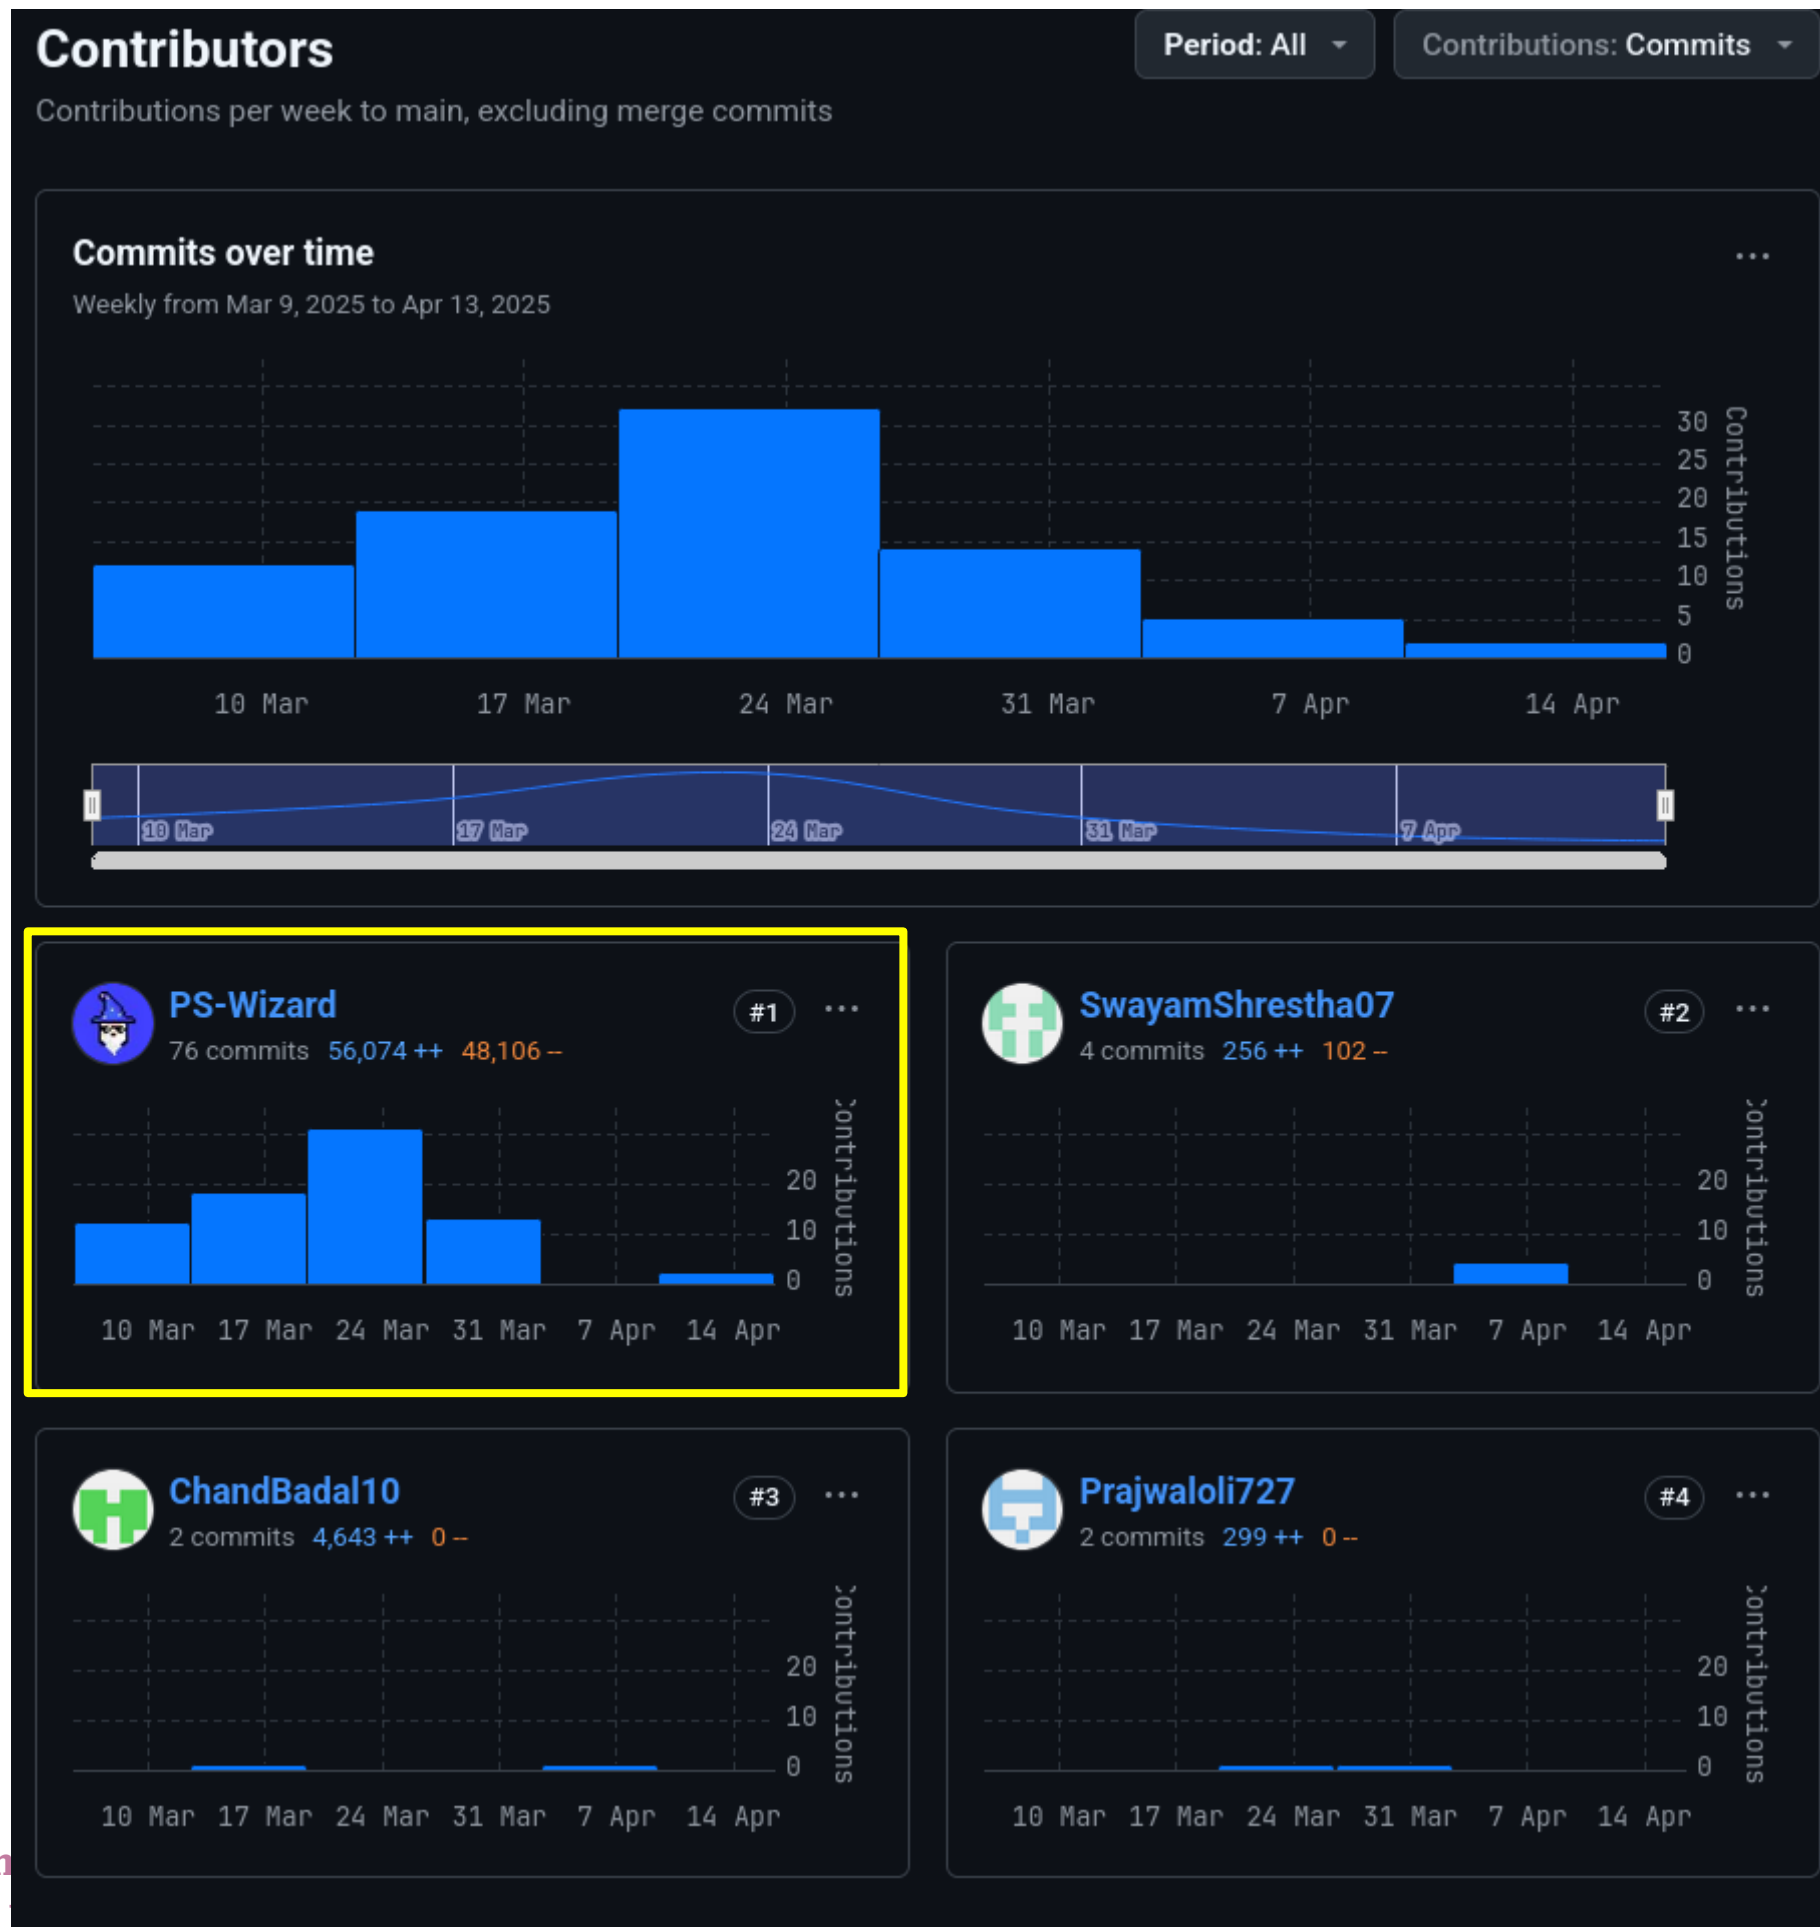 Contributors
Period: All
Contributions: Commits
Contributions per week to main, excluding merge commits
Commits over time
Weekly from Mar 9, 2025 to Apr 13, 2025
30
25
20
15
10
5
0
Contributions
10 Mar 17 Mar 24 Mar 31 Mar 7 Apr 14 Apr
10 Mar 17 Mar 24 Mar 31 Mar 7 Apr
PS-Wizard
#1
76 commits 56,074 ++ 48,106 --
20
10
0
Contributions
10 Mar 17 Mar 24 Mar 31 Mar 7 Apr 14 Apr
SwayamShrestha07
#2
4 commits 256 ++ 102 --
20
10
0
Contributions
10 Mar 17 Mar 24 Mar 31 Mar 7 Apr 14 Apr
ChandBadal10
#3
2 commits 4,643 ++ 0 --
20
10
0
Contributions
10 Mar 17 Mar 24 Mar 31 Mar 7 Apr 14 Apr
Prajwaloli727
#4
2 commits 299 ++ 0 --
20
10
0
Contributions
10 Mar 17 Mar 24 Mar 31 Mar 7 Apr 14 Apr